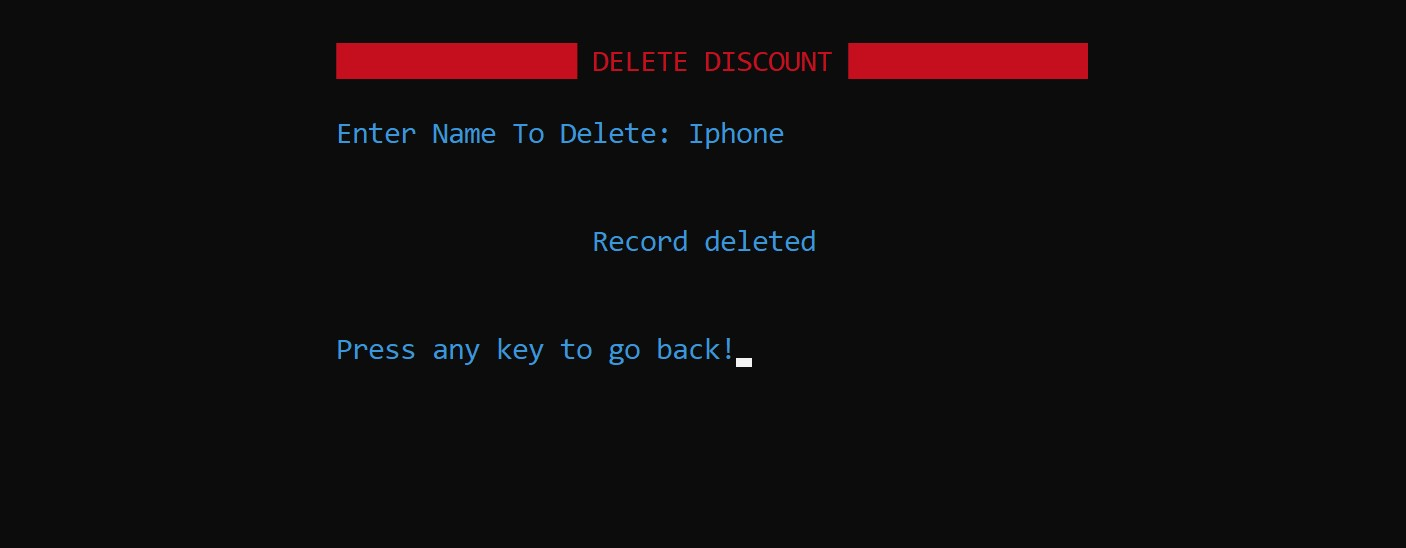 DELETE DISCOUNT
Enter Name To Delete: Iphone
Record deleted
Press any key to go back!